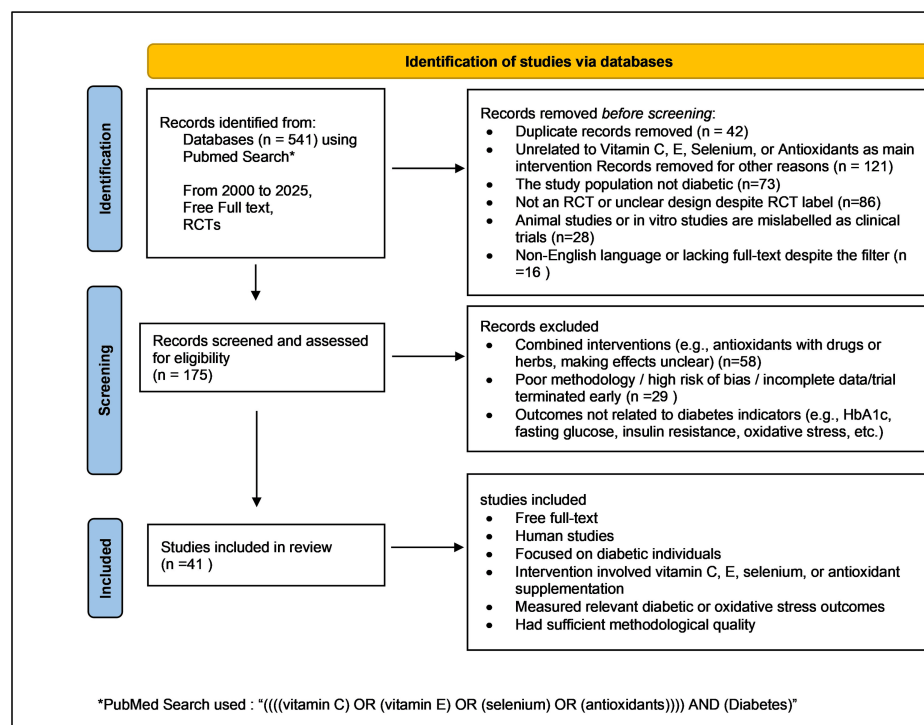 Identification of studies via databases
Identification
Records identified from:
Databases (n = 541) using
Pubmed Search*
From 2000 to 2025,
Free Full text,
RCTs
Records removed before screening:
• Duplicate records removed (n = 42)
• Unrelated to Vitamin C, E, Selenium, or Antioxidants as main
intervention Records removed for other reasons (n = 121)
• The study population not diabetic (n=73)
• Not an RCT or unclear design despite RCT label (n=86)
• Animal studies or in vitro studies are mislabelled as clinical
trials (n=28)
• Non-English language or lacking full-text despite the filter (n
=16 )
Screening
Records screened and assessed
for eligibility
(n = 175)
Records excluded
• Combined interventions (e.g., antioxidants with drugs or
herbs, making effects unclear) (n=58)
• Poor methodology / high risk of bias / incomplete data/trial
terminated early (n =29 )
• Outcomes not related to diabetes indicators (e.g., HbA1c,
fasting glucose, insulin resistance, oxidative stress, etc.)
Included
Studies included in review
(n =41 )
studies included
• Free full-text
• Human studies
• Focused on diabetic individuals
• Intervention involved vitamin C, E, selenium, or antioxidant
supplementation
• Measured relevant diabetic or oxidative stress outcomes
• Had sufficient methodological quality
*PubMed Search used : “((((vitamin C) OR (vitamin E) OR (selenium) OR (antioxidants)))) AND (Diabetes)”